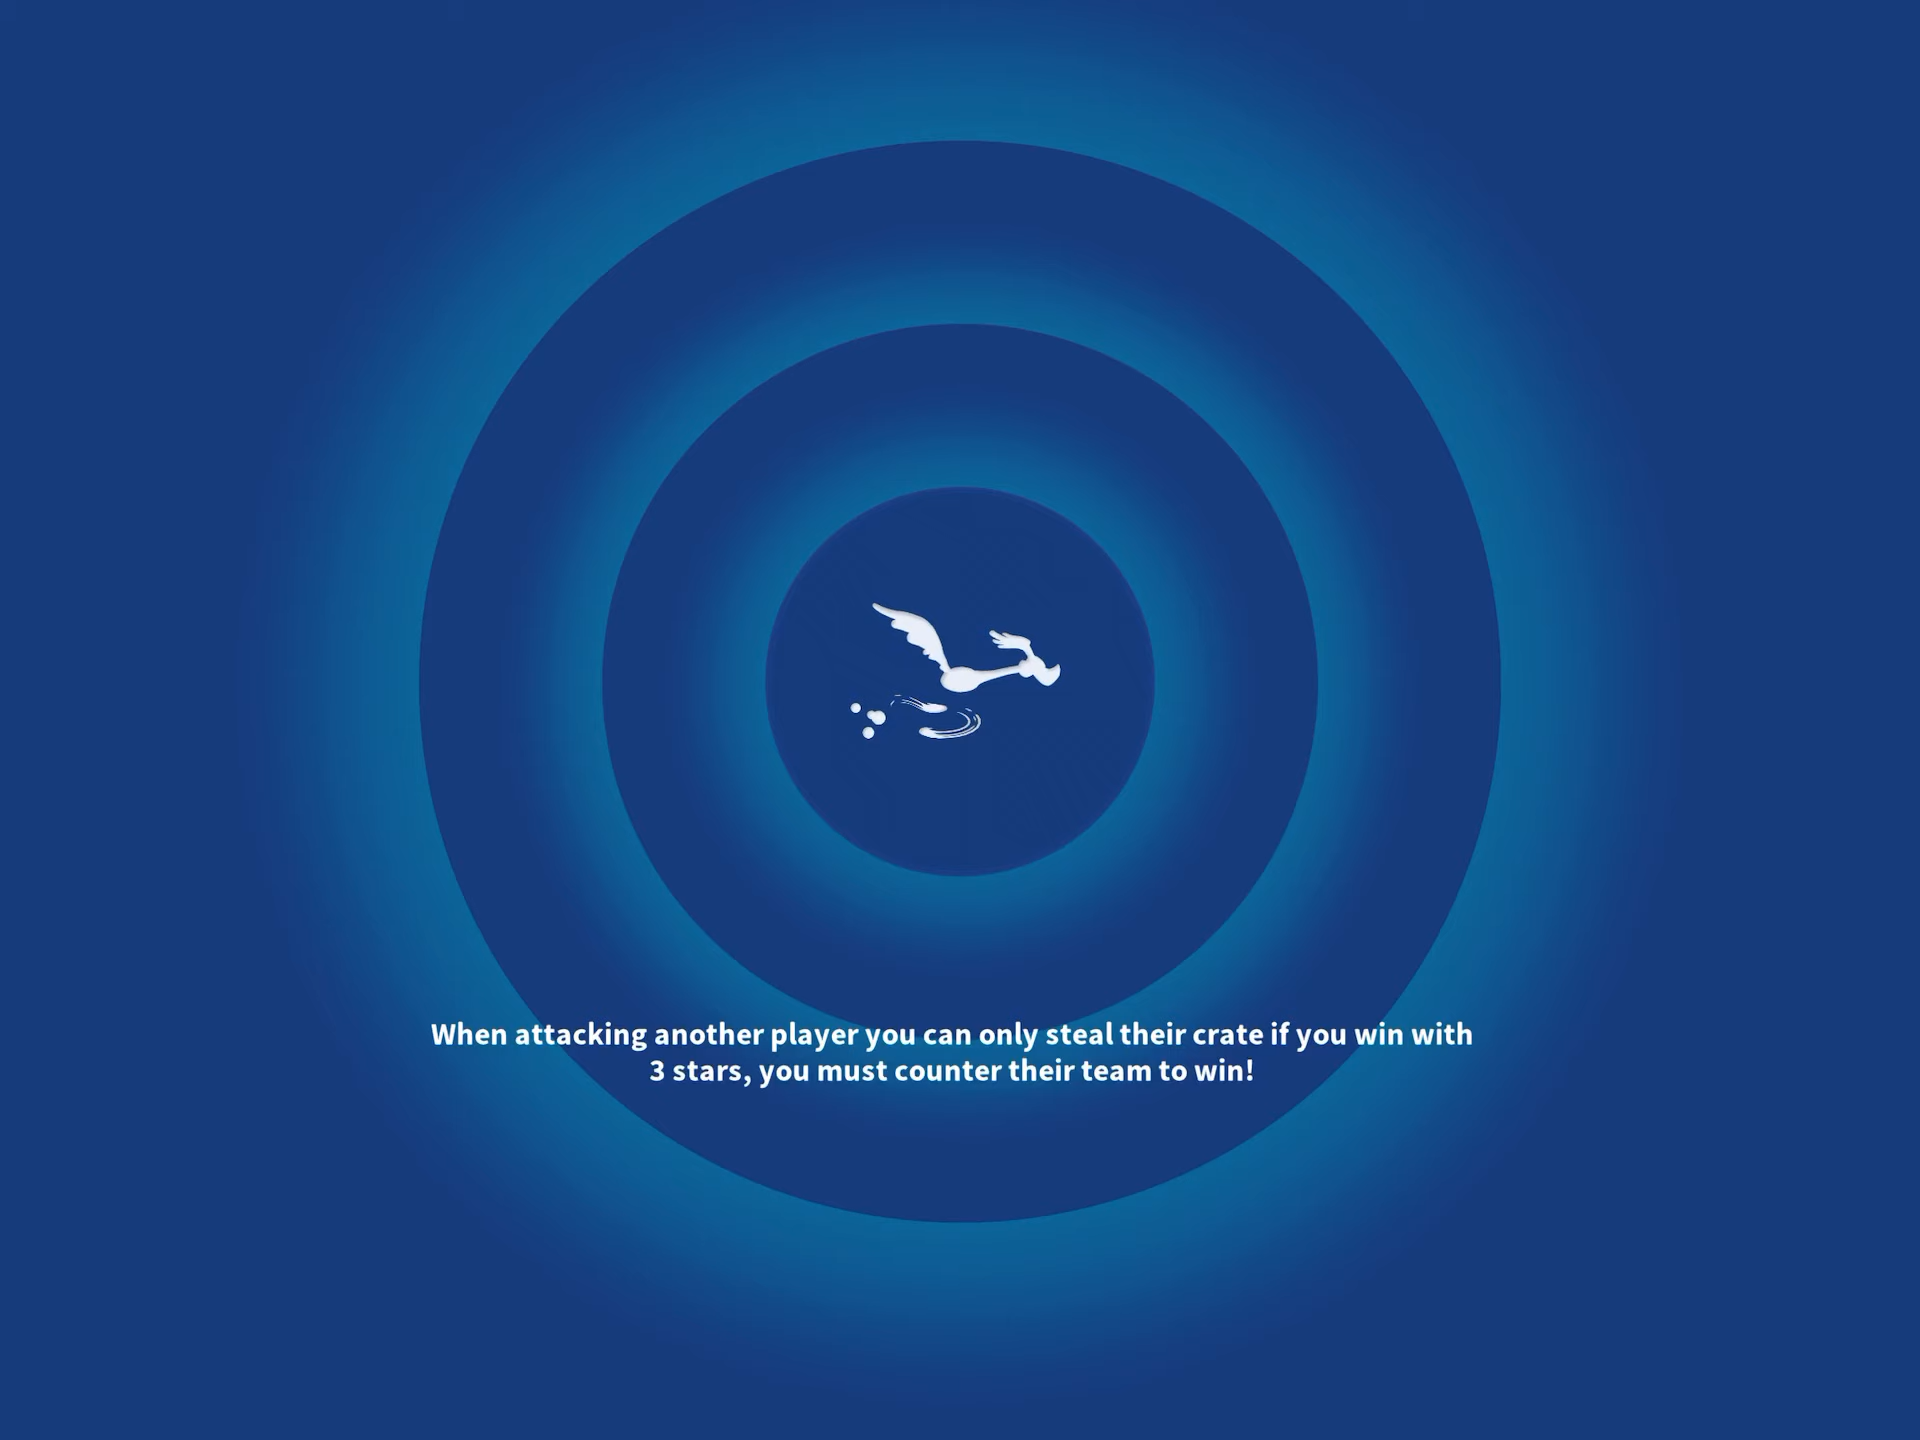 When attacking another player you can only steal their crate if you win with
3 stars, you must counter their team to win!